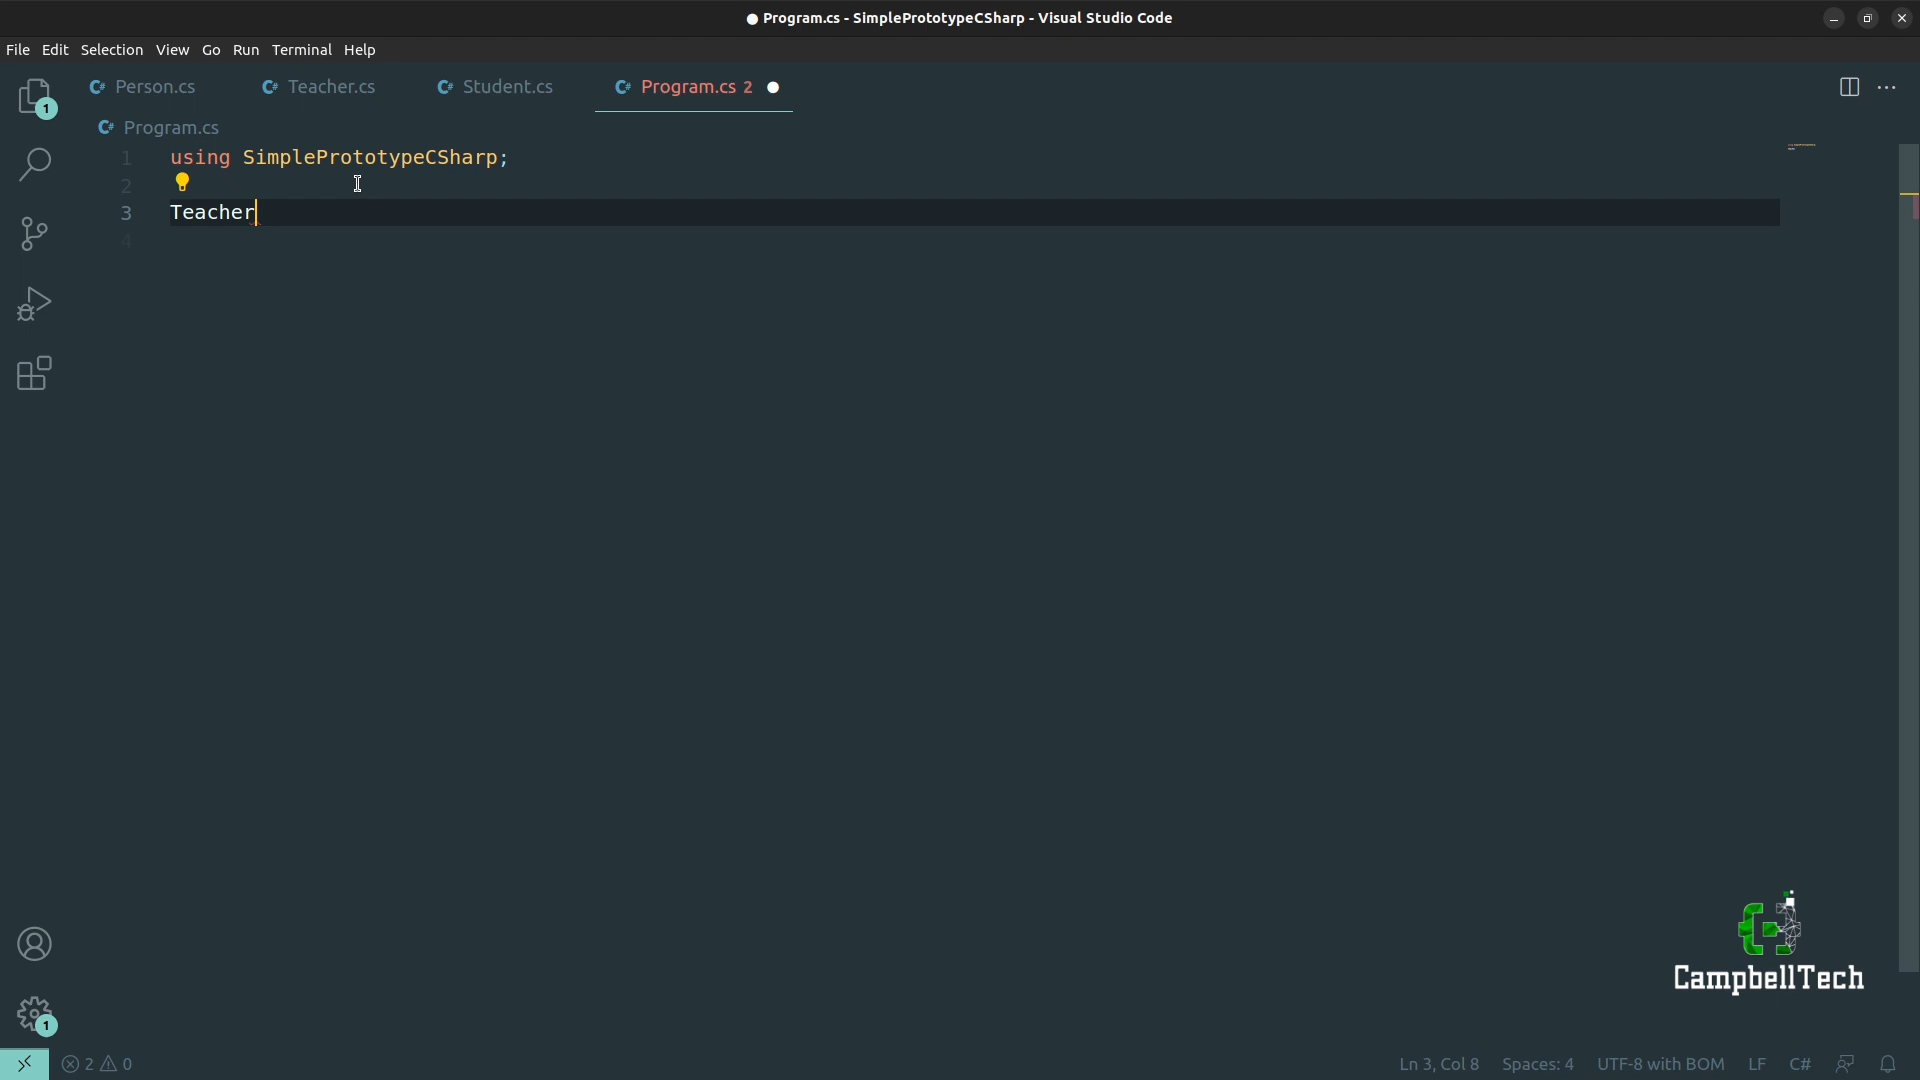 ● Program.cs - SimplePrototypeCSharp - Visual Studio Code
File Edit Selection View Go Run Terminal Help
C# Person.cs C# Teacher.cs C# Student.cs C# Program.cs 2 ●
1
C# Program.cs
1 using SimplePrototypeCSharp;
2
3 Teacher
4
CampbellTech
1
2 0 Ln 3, Col 8 Spaces: 4 UTF-8 with BOM LF C#